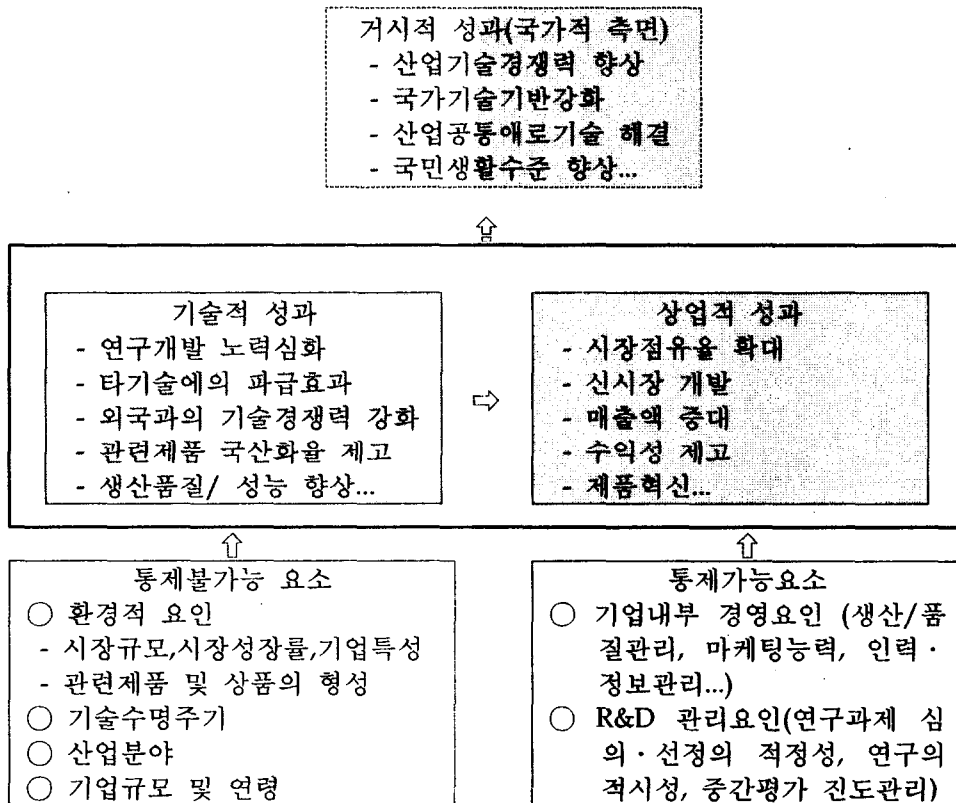 거시적 성과(국가적 측면)
- 산업기술경쟁력 향상
- 국가기술기반강화
- 산업공통애로기술 해결
- 국민생활수준 향상...
기술적 성과
- 연구개발 노력심화
- 타기술에의 파급효과
- 외국과의 기술경쟁력 강화
- 관련제품 국산화율 제고
- 생산품질/ 성능 향상...
상업적 성과
- 시장점유율 확대
- 신시장 개발
- 매출액 증대
- 수익성 제고
- 제품혁신...
통제불가능 요소
○ 환경적 요인
- 시장규모,시장성장률,기업특성
- 관련제품 및 상품의 형성
○ 기술수명주기
○ 산업분야
○ 기업규모 및 연령
통제가능요소
○ 기업내부 경영요인 (생산/품
질관리, 마케팅능력, 인력·
정보관리...)
○ R&D 관리요인(연구과제 심
의·선정의 적정성, 연구의
적시성, 중간평가 진도관리)